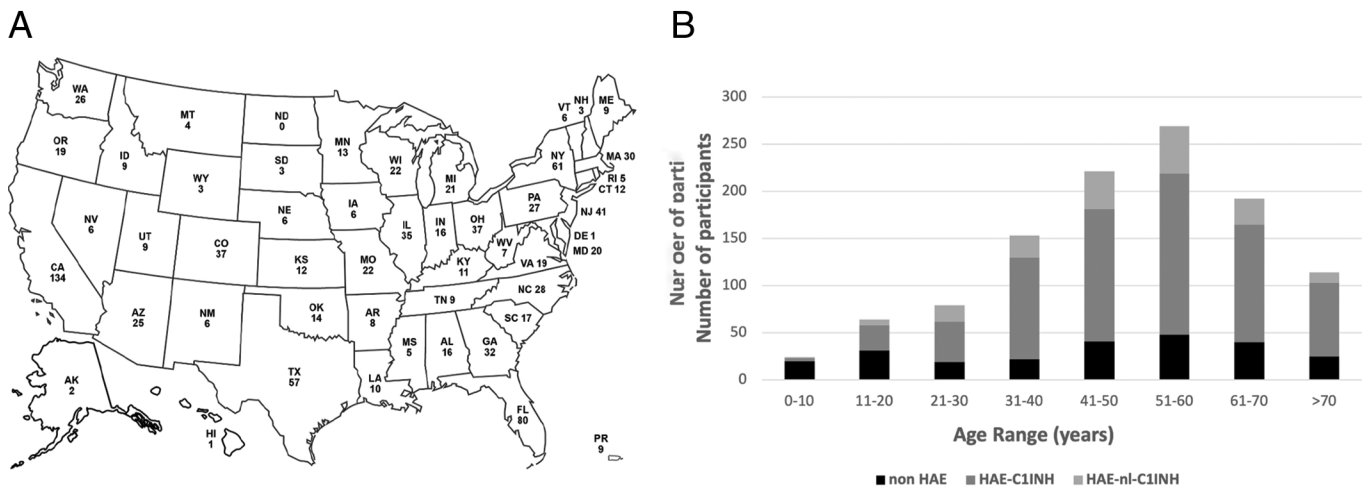 A
WA
26
OR
19
CA
134
NV
6
ID
9
MT
4
WY
3
UT
9
AZ
25
CO
37
NM
6
ND
0
SD
3
NE
6
KS
12
OK
14
TX
57
MN
13
IA
6
MO
22
AR
8
LA
10
WI
22
IL
35
MI
21
IN
16
OH
37
KY
11
TN 9
MS
5
AL
16
GA
32
FL
80
SC 17
NC 28
VA 19
WV
7
PA
27
NY
61
VT
6
NH
3
ME
9
MA 30
RI 5
CT 12
NJ 41
DE 1
MD 20
AK
2
HI
1
PR
9
B
Number of participants
300
250
200
150
100
50
0
0-10 11-20 21-30 31-40 41-50 51-60 61-70 >70
Age Range (years)
non HAE HAE-C1INH HAE-nl-C1INH